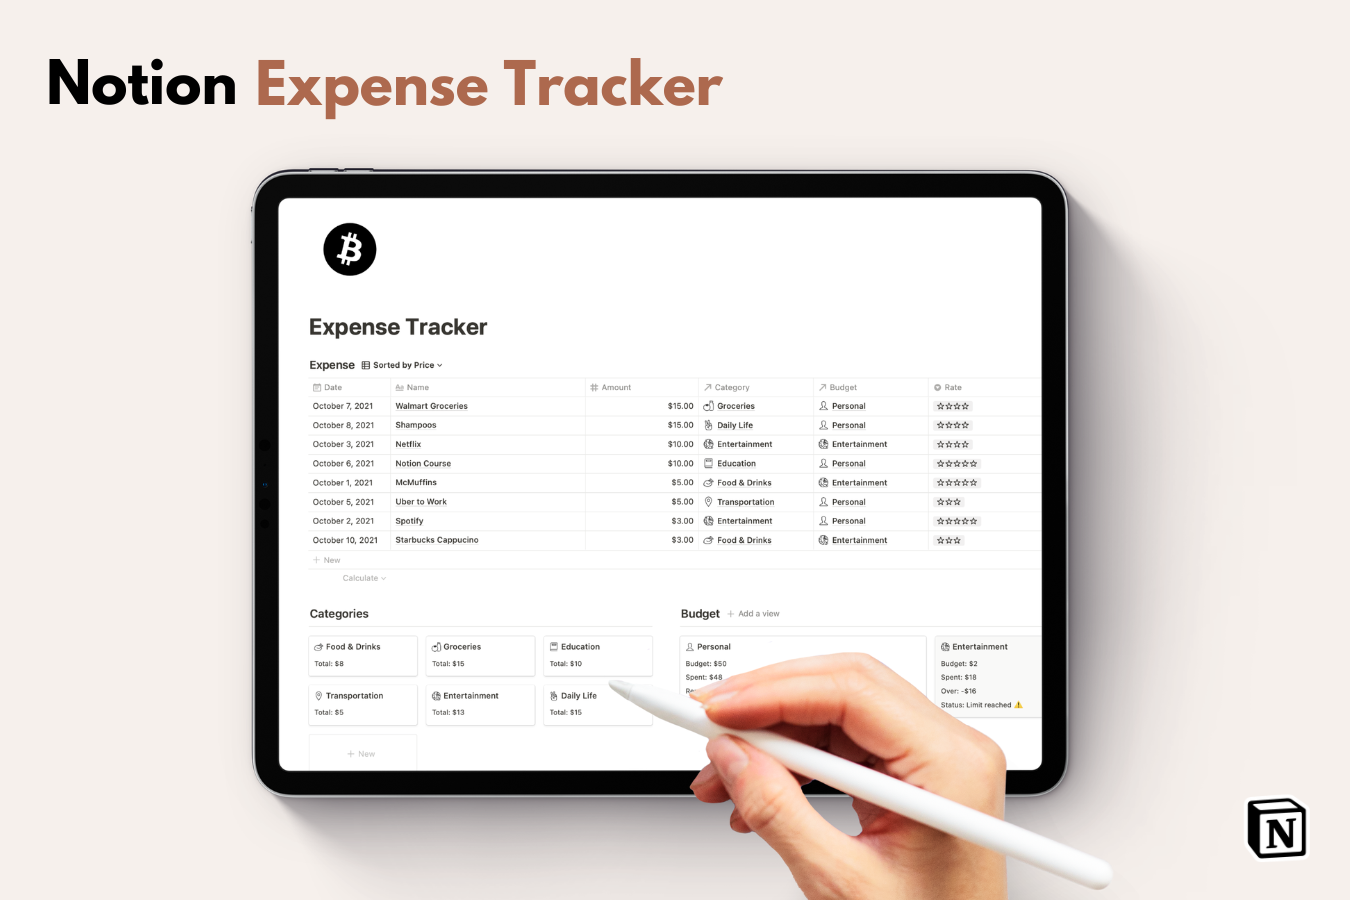 Notion Expense Tracker
Expense Tracker
Expense Sorted by Price
Date Name Amount Category Budget Rate
October 7, 2021 Walmart Groceries $15.00 Groceries Personal ☆☆☆☆
October 8, 2021 Shampoos $15.00 Daily Life Personal ☆☆☆☆
October 3, 2021 Netflix $10.00 Entertainment Entertainment ☆☆☆☆
October 6, 2021 Notion Course $10.00 Education Personal ☆☆☆☆☆
October 1, 2021 McMuffins $5.00 Food & Drinks Entertainment ☆☆☆☆☆
October 5, 2021 Uber to Work $5.00 Transportation Personal ☆☆☆
October 2, 2021 Spotify $3.00 Entertainment Personal ☆☆☆☆☆
October 10, 2021 Starbucks Cappucino $3.00 Food & Drinks Entertainment ☆☆☆
+ New
Calculate
Categories
Food & Drinks
Total: $8
Groceries
Total: $15
Education
Total: $10
Transportation
Total: $5
Entertainment
Total: $13
Daily Life
Total: $15
+ New
Budget + Add a view
Personal
Budget: $50
Spent: $48
Entertainment
Budget: $2
Spent: $18
Over: -$16
Status: Limit reached ⚠️
N